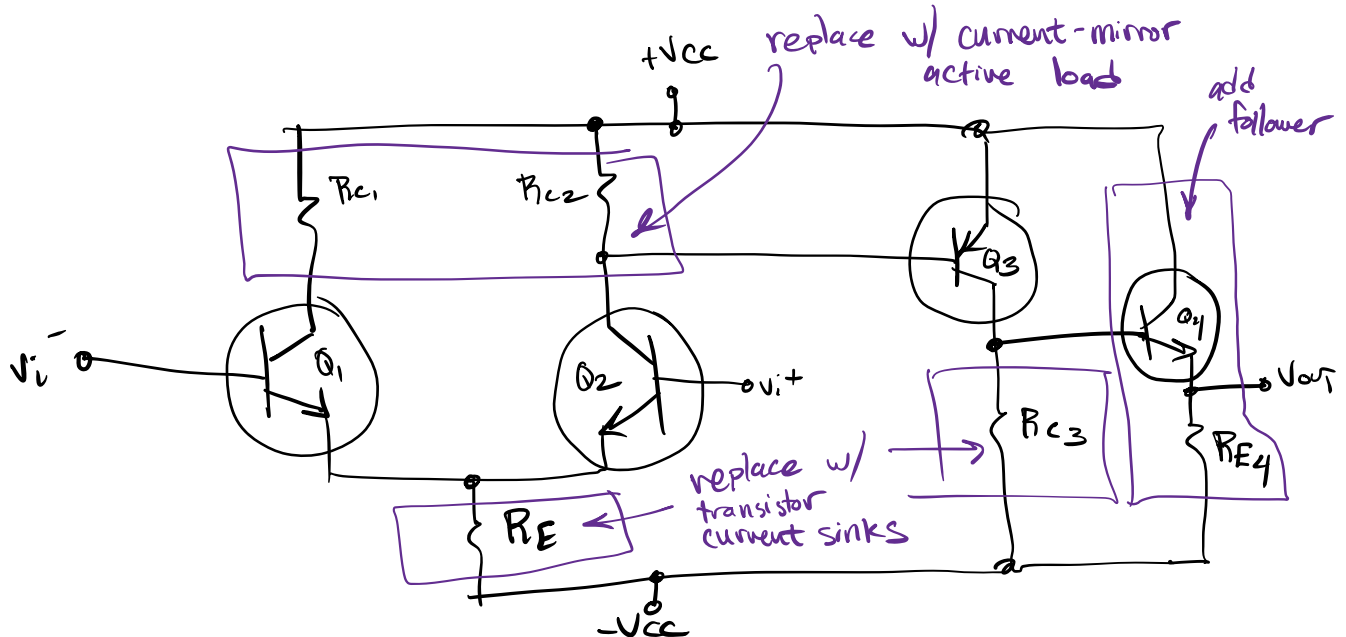 replace w/ current-mirror
active load
+VCC
add
follower
RC1
RC2
Q3
Q4
Vi-
Q1
Q2
Vi+
VOUT
RC3
RE4
replace w/
transistor
current sinks
RE
-VCC